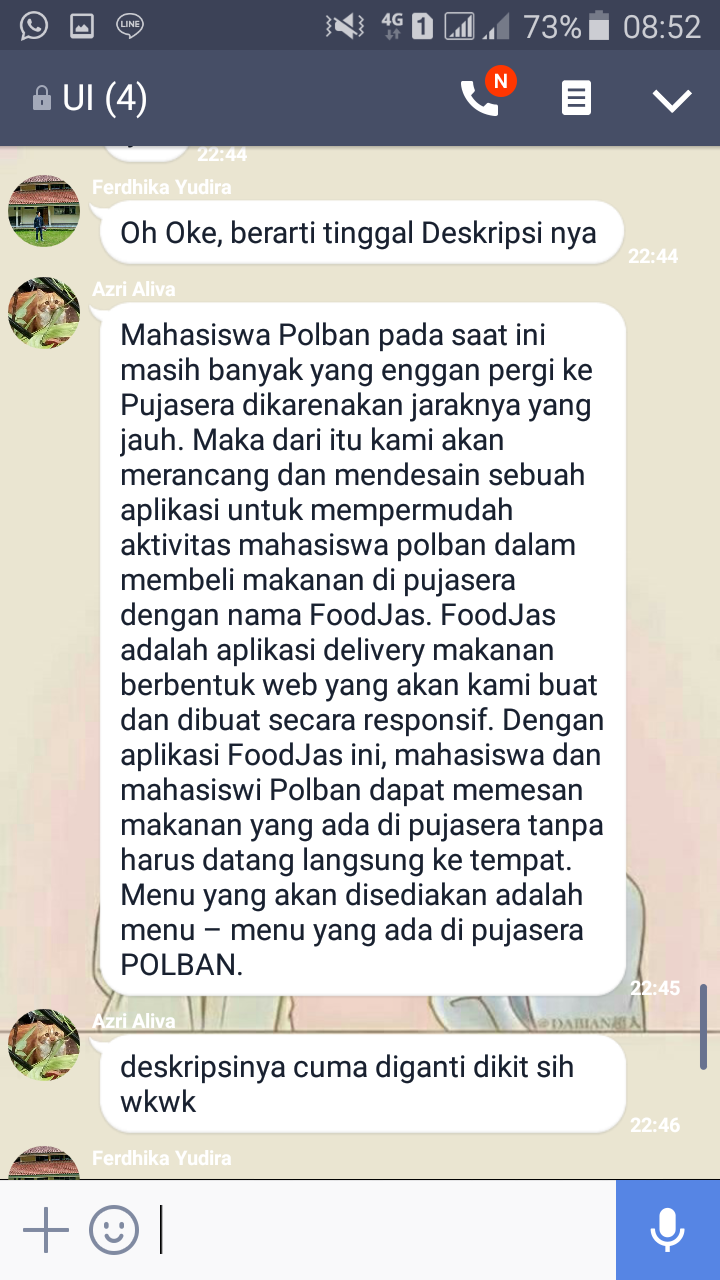 LINE
4G
1
73%
08:52
UI (4)
N
22:44
Ferdhika Yudira
Oh Oke, berarti tinggal Deskripsi nya
22:44
Azri Aliva
Mahasiswa Polban pada saat ini
masih banyak yang enggan pergi ke
Pujasera dikarenakan jaraknya yang
jauh. Maka dari itu kami akan
merancang dan mendesain sebuah
aplikasi untuk mempermudah
aktivitas mahasiswa polban dalam
membeli makanan di pujasera
dengan nama FoodJas. FoodJas
adalah aplikasi delivery makanan
berbentuk web yang akan kami buat
dan dibuat secara responsif. Dengan
aplikasi FoodJas ini, mahasiswa dan
mahasiswi Polban dapat memesan
makanan yang ada di pujasera tanpa
harus datang langsung ke tempat.
Menu yang akan disediakan adalah
menu – menu yang ada di pujasera
POLBAN.
22:45
@DABIAN超人
Azri Aliva
deskripsinya cuma diganti dikit sih
wkwk
22:46
Ferdhika Yudira